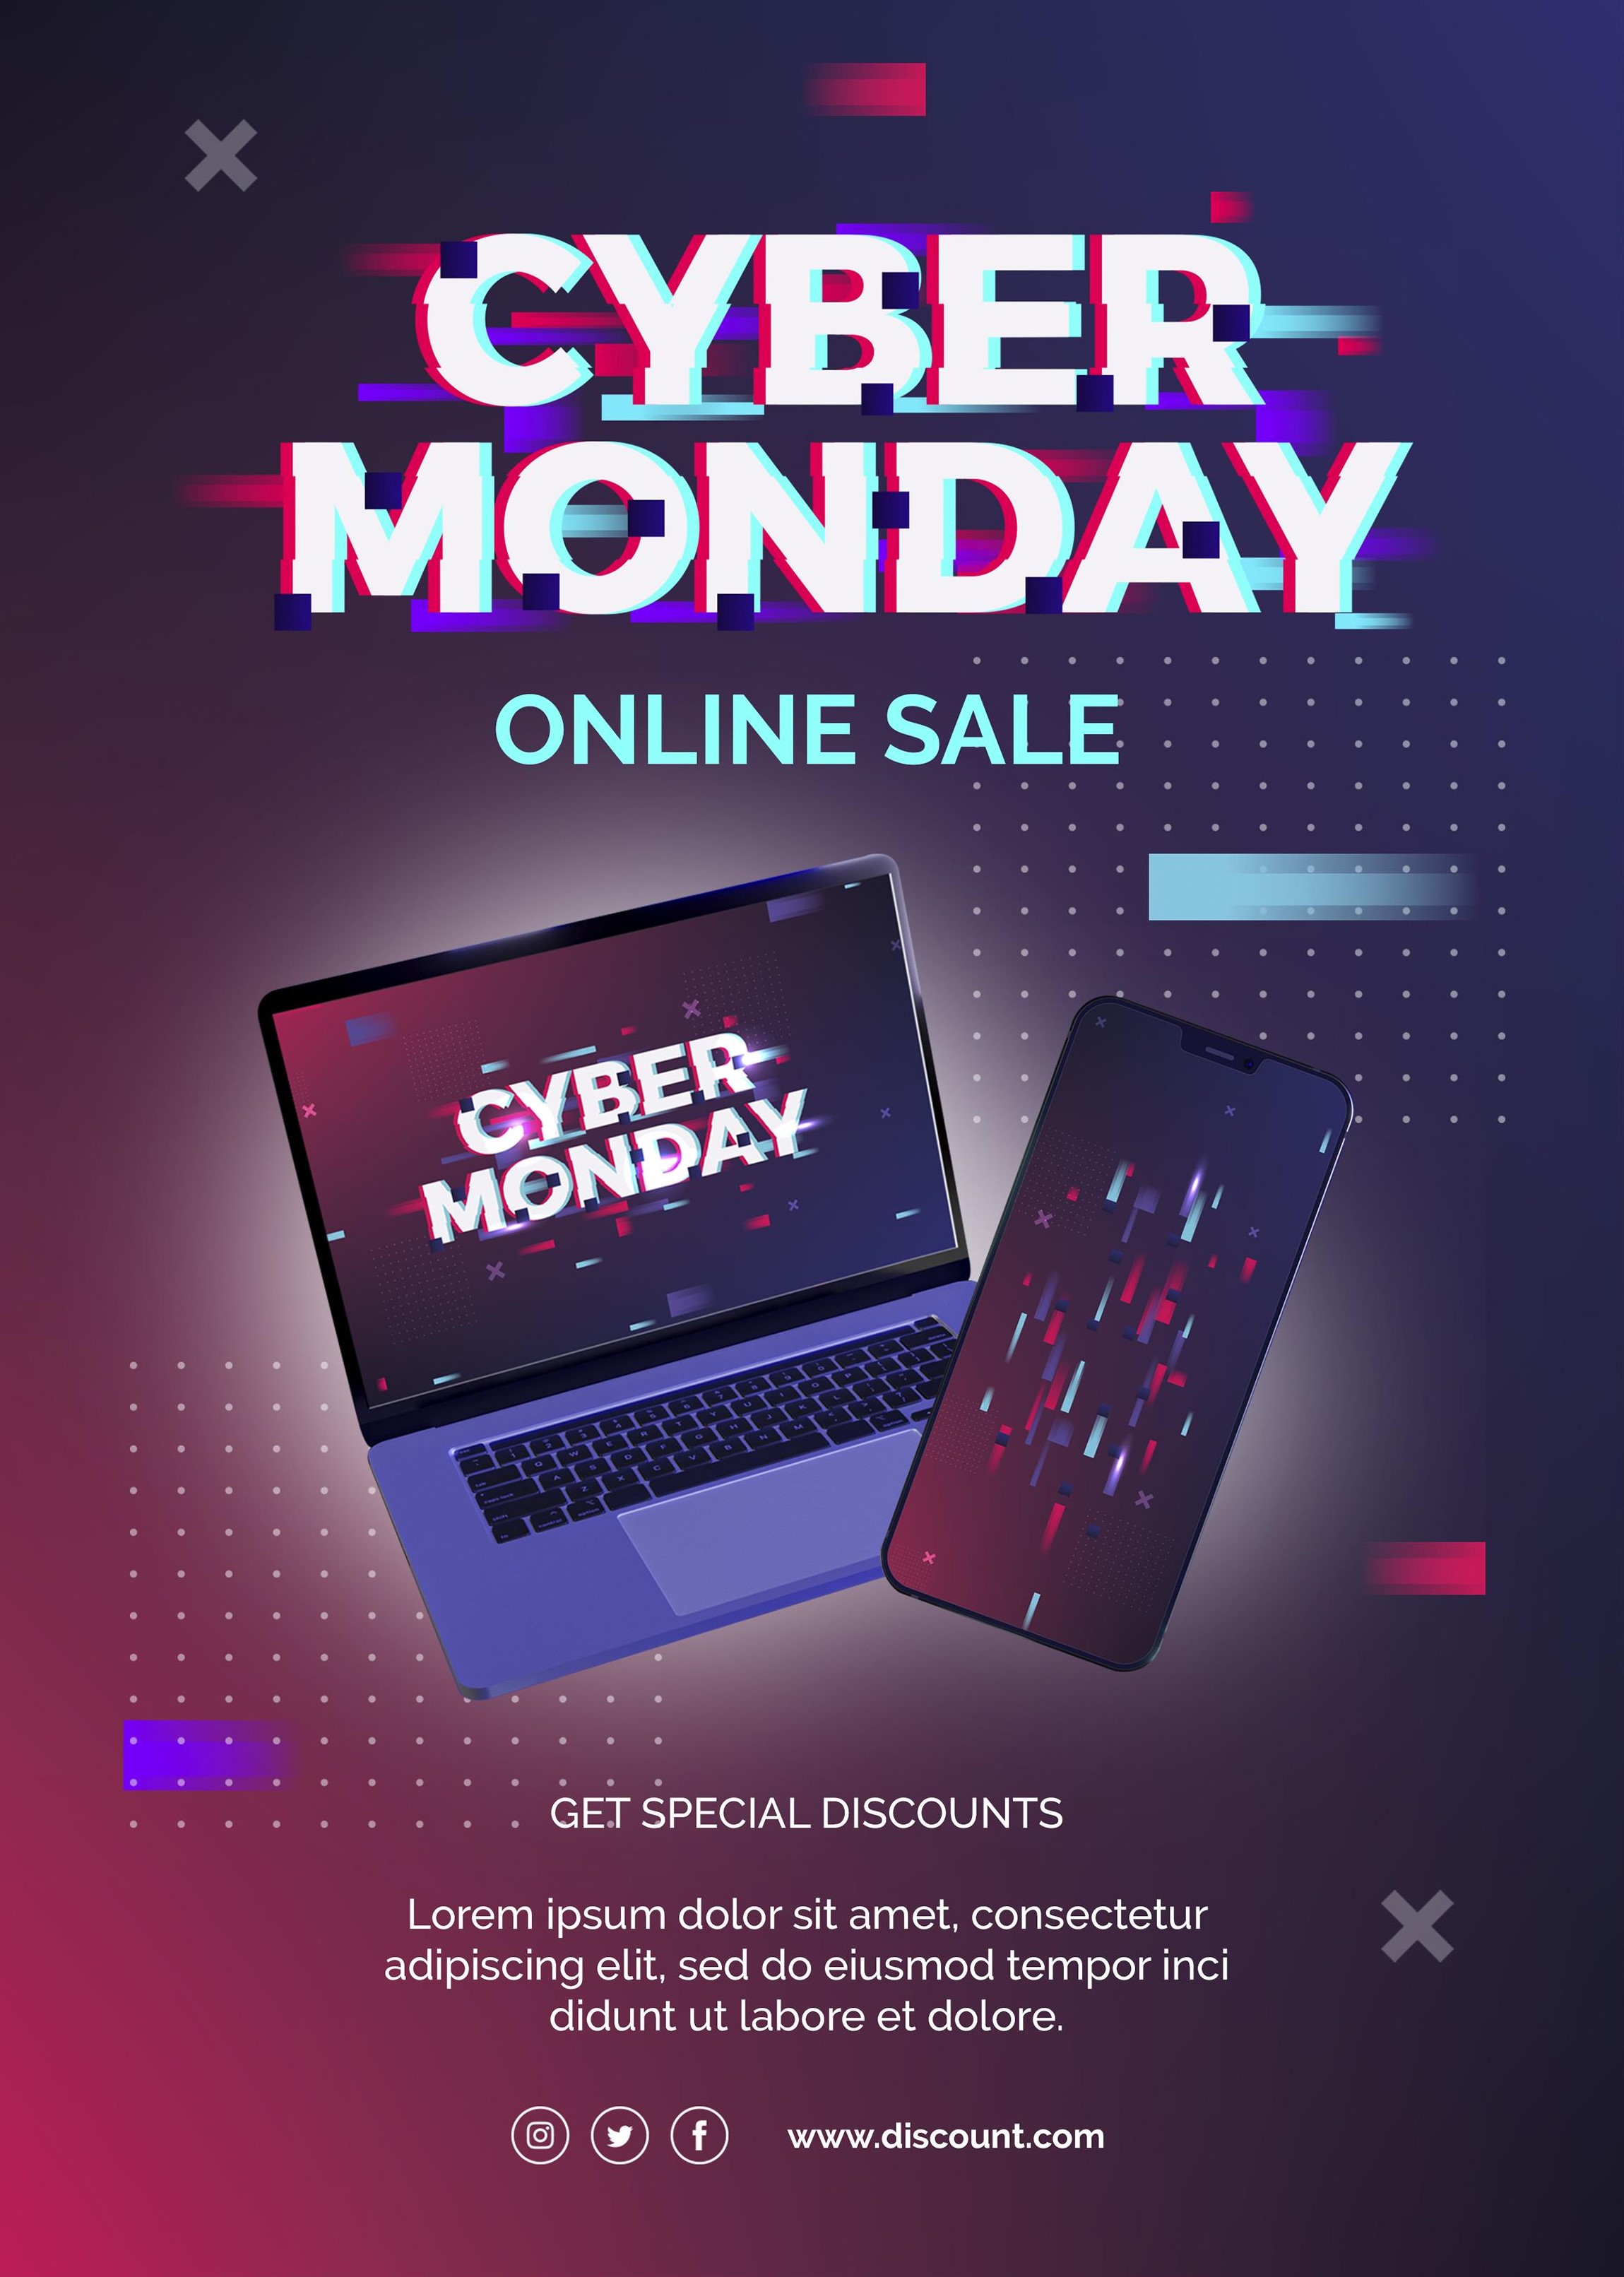 CYBER
MONDAY
ONLINE SALE
CYBER
MONDAY
GET SPECIAL DISCOUNTS
Lorem ipsum dolor sit amet, consectetur
adipiscing elit, sed do eiusmod tempor inci
didunt ut labore et dolore.
www.discount.com